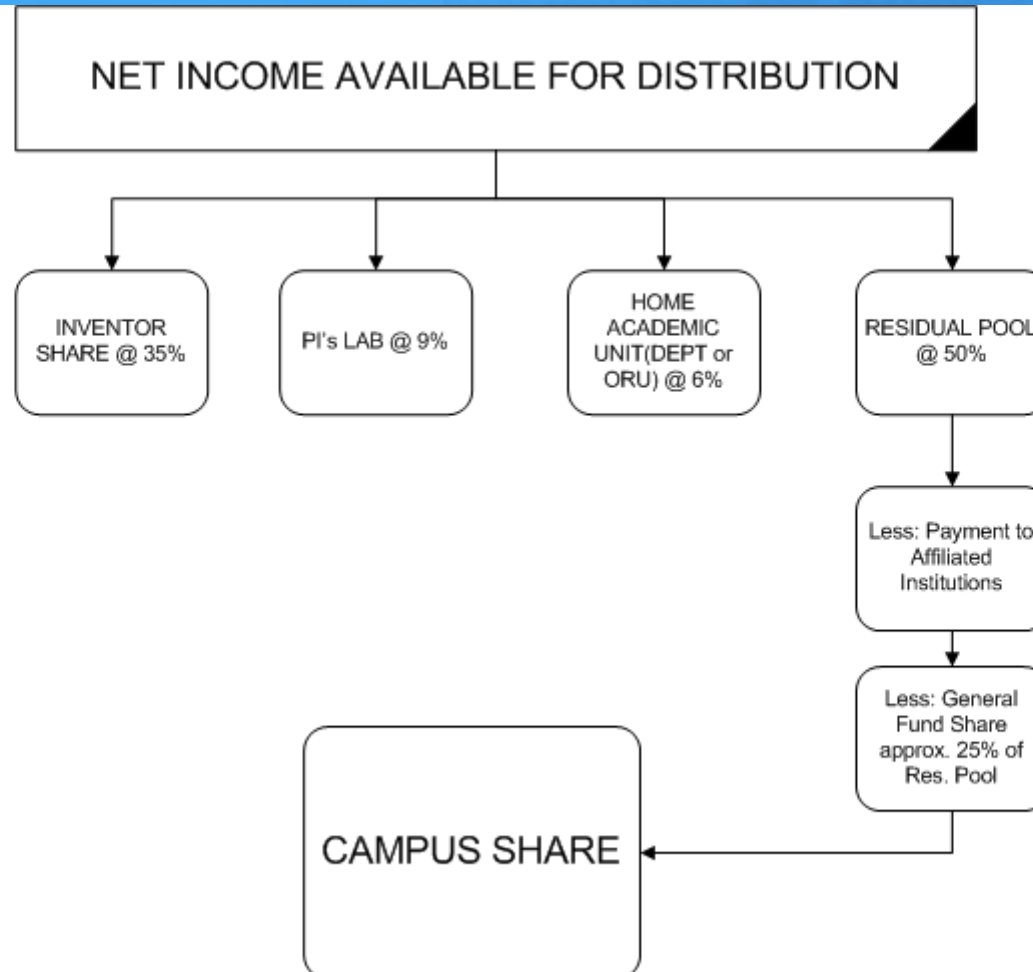 NET INCOME AVAILABLE FOR DISTRIBUTION
INVENTOR
SHARE @ 35%
PI's LAB @ 9%
HOME
ACADEMIC
UNIT(DEPT or
ORU) @ 6%
RESIDUAL POOL
@ 50%
Less: Payment to
Affiliated
Institutions
Less: General
Fund Share
approx. 25% of
Res. Pool
CAMPUS SHARE